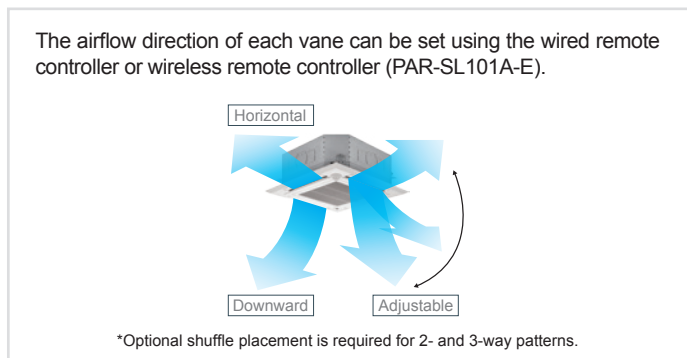 The airflow direction of each vane can be set using the wired remote
controller or wireless remote controller (PAR-SL101A-E).
Horizontal
Downward
Adjustable
*Optional shuffle placement is required for 2- and 3-way patterns.